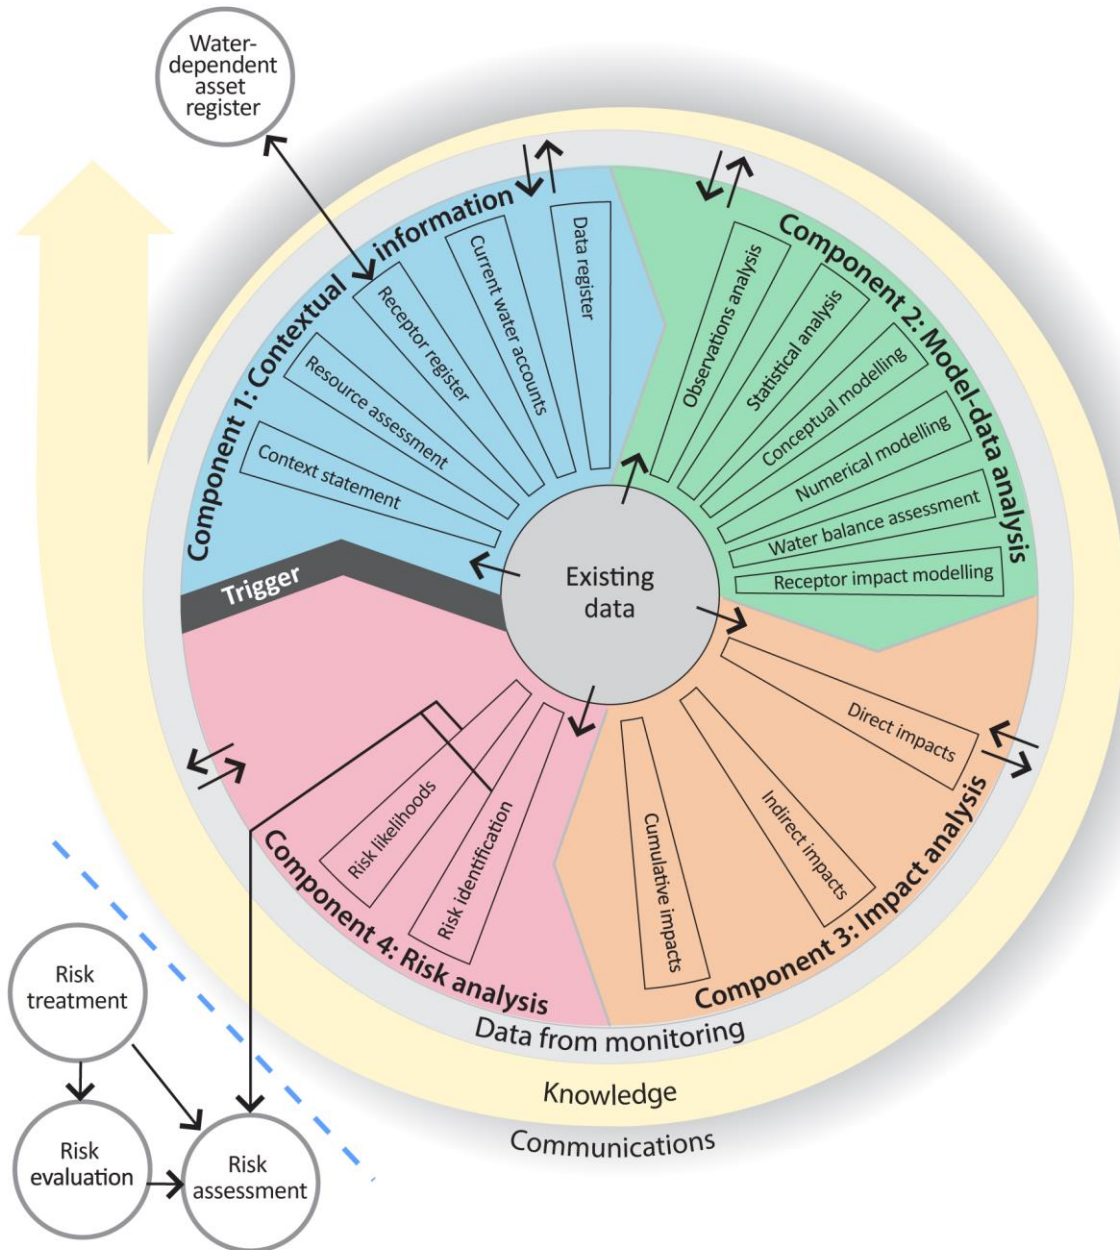 Water-
dependent
asset
register
Component 1: Contextual information
Context statement
Resource assessment
Receptor register
Current water accounts
Data register
Component 2: Model-data analysis
Observations analysis
Statistical analysis
Conceptual modelling
Numerical modelling
Water balance assessment
Receptor impact modelling
Existing
data
Trigger
Component 3: Impact analysis
Direct impacts
Indirect impacts
Cumulative impacts
Component 4: Risk analysis
Risk identification
Risk likelihoods
Data from monitoring
Knowledge
Communications
Risk
treatment
Risk
evaluation
Risk
assessment